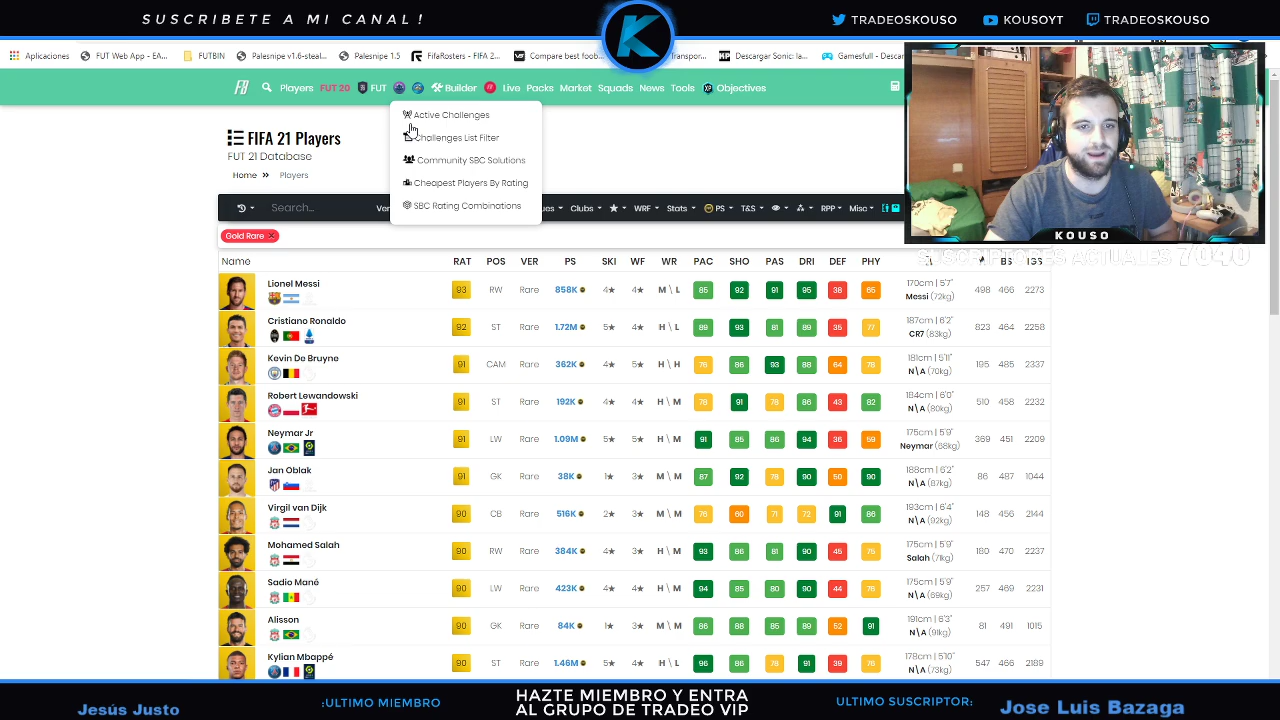 SUSCRIBETE A MI CANAL !
K
TRADEOSKOUSO
KOUSOYT
TRADEOSKOUSO
Aplicaciones
FUT Web App - EA...
FUTBIN
Palesnipe v1.6-steal...
Palesnipe 1.5
FifaRosters - FIFA 2...
Compare best foob...
Transpor...
Descargar Sonic: la...
Gamesfull - Descarg...
Players FUT 20 FUT Builder Live Packs Market Squads News Tools Objectives
Active Challenges
Challenges List Filter
Community SBC Solutions
Cheapest Players By Rating
SBC Rating Combinations
FIFA 21 Players
FUT 21 Database
Home » Players
Search...
Clubs WRF Stats PS T&S RPP Misc
Gold Rare ×
KOUSO
SUSCRIPTORES ACTUALES 7040
Name RAT POS VER PS SKI WF WR PAC SHO PAS DRI DEF PHY BS IGS
Lionel Messi 93 RW Rare 858K 4★ 4★ M \ L 85 92 91 95 38 65 170cm | 5'7" Messi (72kg) 498 466 2273
Cristiano Ronaldo 92 ST Rare 1.72M 5★ 4★ H \ L 89 93 81 89 35 77 187cm | 6'2" CR7 (83kg) 823 464 2258
Kevin De Bruyne 91 CAM Rare 362K 4★ 5★ H \ H 76 86 93 88 64 78 181cm | 5'11" N\A (70kg) 195 485 2337
Robert Lewandowski 91 ST Rare 192K 4★ 4★ H \ M 78 91 78 86 43 82 184cm | 6'0" N\A (80kg) 510 458 2232
Neymar Jr 91 LW Rare 1.09M 5★ 5★ H \ M 91 85 86 94 36 59 175cm | 5'9" Neymar (68kg) 369 451 2209
Jan Oblak 91 GK Rare 38K 1★ 3★ M \ M 87 92 78 90 50 90 188cm | 6'2" N\A (87kg) 86 487 1044
Virgil van Dijk 90 CB Rare 516K 2★ 3★ M \ M 76 60 71 72 91 86 193cm | 6'4" N\A (92kg) 148 456 2144
Mohamed Salah 90 RW Rare 384K 4★ 3★ H \ M 93 86 81 90 45 75 175cm | 5'9" Salah (71kg) 180 470 2237
Sadio Mané 90 LW Rare 423K 4★ 4★ H \ M 94 85 80 90 44 76 175cm | 5'9" N\A (69kg) 257 469 2231
Alisson 90 GK Rare 84K 1★ 3★ M \ M 86 88 85 89 52 91 191cm | 6'3" N\A (91kg) 81 491 1015
Kylian Mbappé 90 ST Rare 1.46M 5★ 4★ H \ L 96 86 78 91 39 76 178cm | 5'10" N\A (73kg) 547 466 2189
Jesús Justo
:ULTIMO MIEMBRO
HAZTE MIEMBRO Y ENTRA
AL GRUPO DE TRADEO VIP
ULTIMO SUSCRIPTOR:
Jose Luis Bazaga